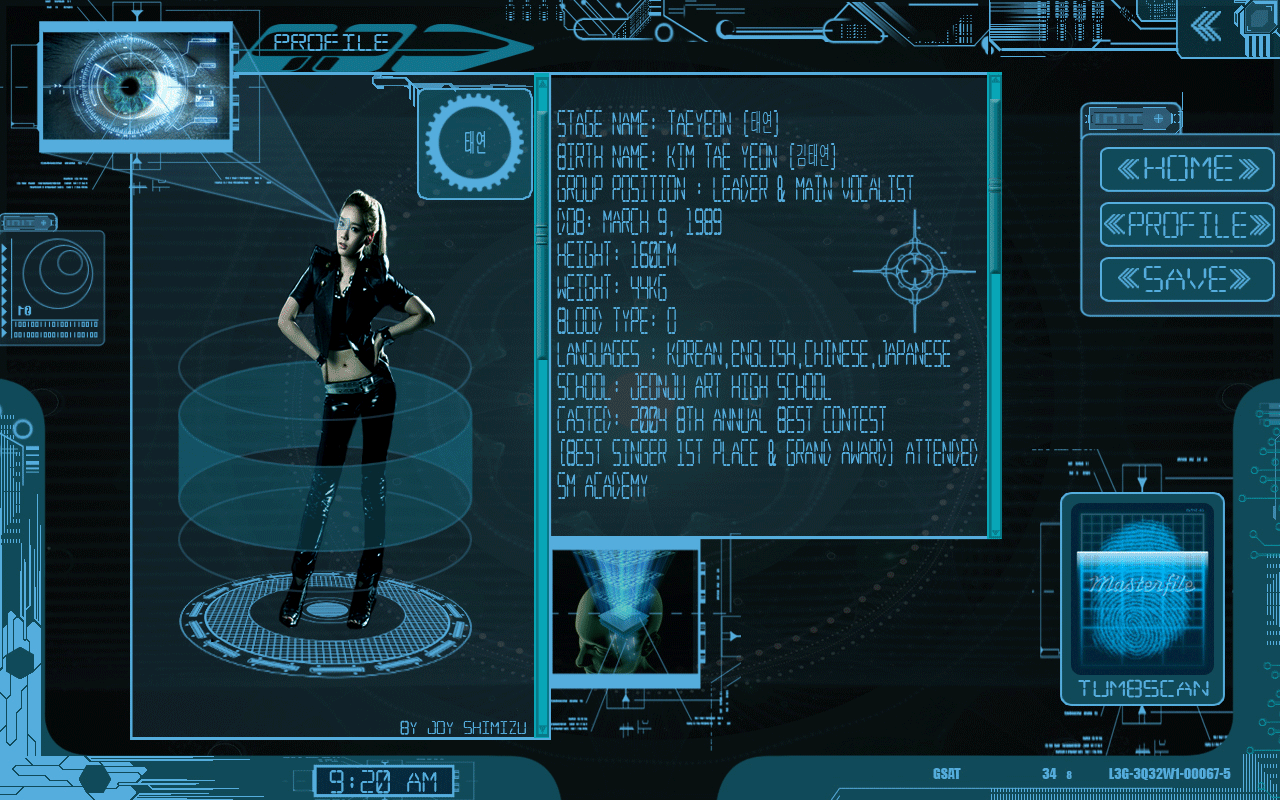 PROFILE
태연
STAGE NAME: TAEYEON (태연)
BIRTH NAME: KIM TAE YEON (김태연)
GROUP POSITION : LEADER & MAIN VOCALIST
DOB: MARCH 9, 1989
HEIGHT: 160CM
WEIGHT: 44KG
BLOOD TYPE: O
LANGUAGES : KOREAN,ENGLISH,CHINESE,JAPANESE
SCHOOL: JEONJU ART HIGH SCHOOL
CASTED: 2004 8TH ANNUAL BEST CONTEST
(BEST SINGER 1ST PLACE & GRAND AWARD) ATTENDED
SM ACADEMY
INIT +
HOME
PROFILE
SAVE
INIT +
Masterfile
TUMBSCAN
BY JOY SHIMIZU
9:20 AM
GSAT 34 8 L3G-3Q32W1-00067-5